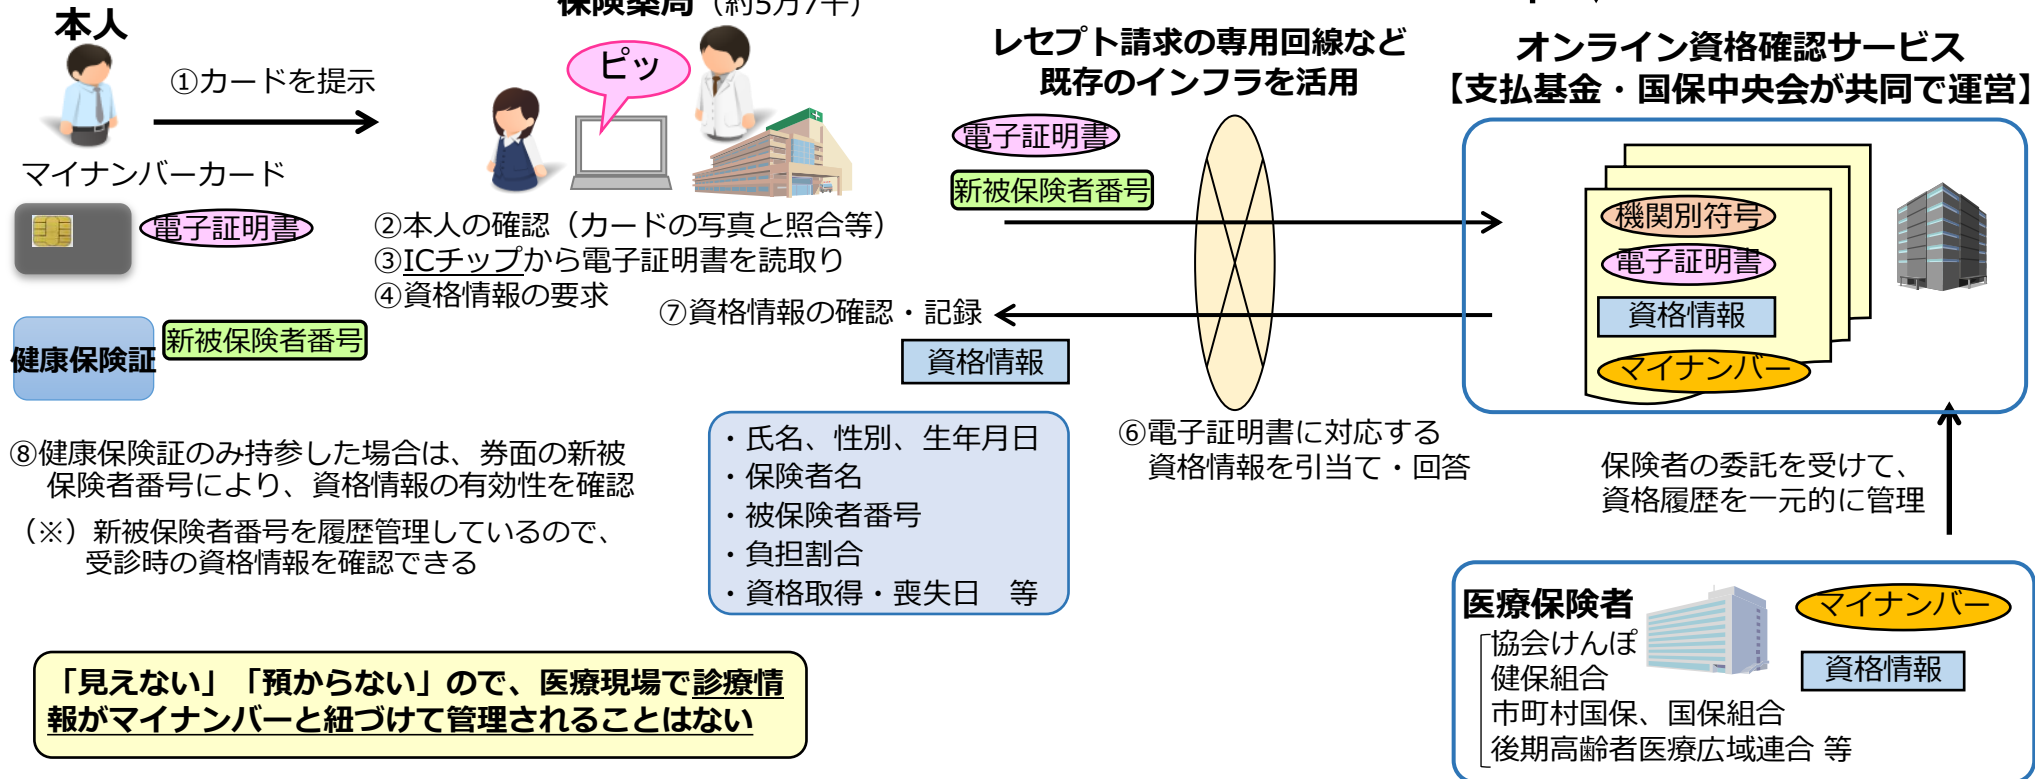 本人
保険薬局（約5万7千）
①カードを提示
ピッ
レセプト請求の専用回線など
既存のインフラを活用
オンライン資格確認サービス
【支払基金・国保中央会が共同で運営】
マイナンバーカード
電子証明書
健康保険証
新被保険者番号
②本人の確認（カードの写真と照合等）
③ICチップから電子証明書を読取り
④資格情報の要求
電子証明書
新被保険者番号
⑦資格情報の確認・記録
資格情報
機関別符号
電子証明書
資格情報
マイナンバー
⑧健康保険証のみ持参した場合は、券面の新被
保険者番号により、資格情報の有効性を確認
（※）新被保険者番号を履歴管理しているので、
受診時の資格情報を確認できる
・氏名、性別、生年月日
・保険者名
・被保険者番号
・負担割合
・資格取得・喪失日　等
⑥電子証明書に対応する
資格情報を引当て・回答
保険者の委託を受けて、
資格履歴を一元的に管理
医療保険者
協会けんぽ
健保組合
市町村国保、国保組合
後期高齢者医療広域連合 等
マイナンバー
資格情報
「見えない」「預からない」ので、医療現場で診療情
報がマイナンバーと紐づけて管理されることはない